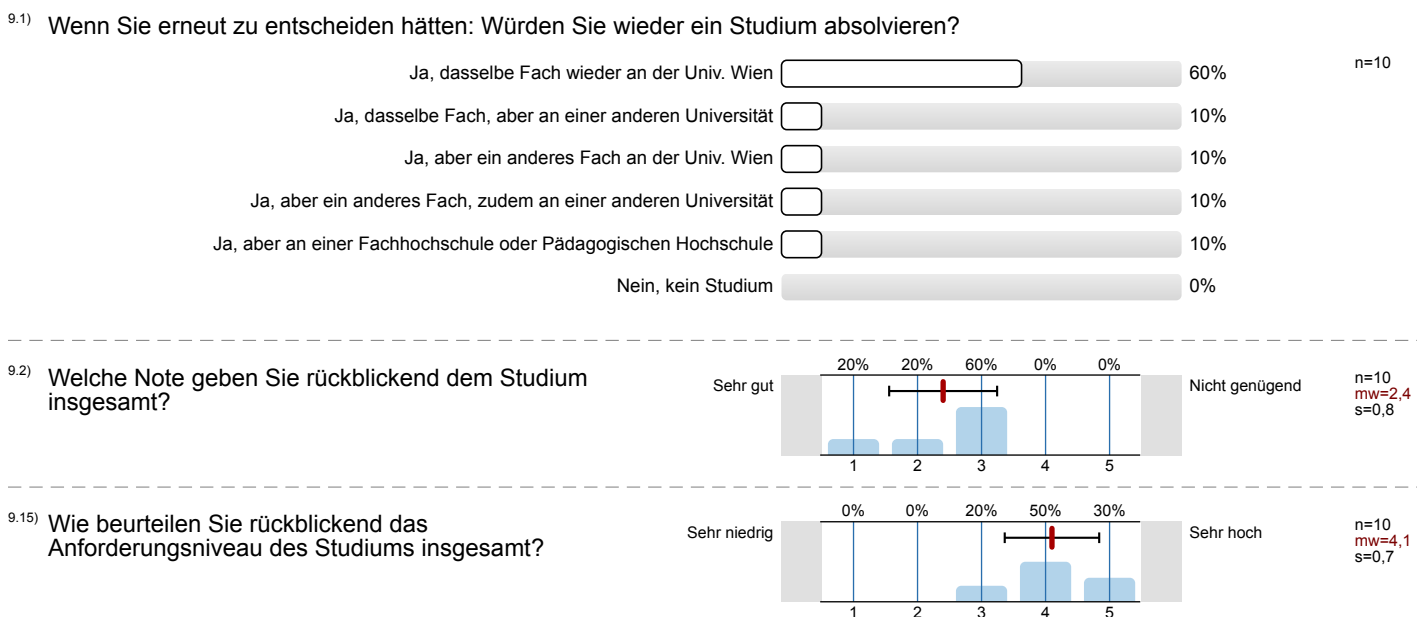 9.1) Wenn Sie erneut zu entscheiden hätten: Würden Sie wieder ein Studium absolvieren?
Ja, dasselbe Fach wieder an der Univ. Wien 60% n=10
Ja, dasselbe Fach, aber an einer anderen Universität 10%
Ja, aber ein anderes Fach an der Univ. Wien 10%
Ja, aber ein anderes Fach, zudem an einer anderen Universität 10%
Ja, aber an einer Fachhochschule oder Pädagogischen Hochschule 10%
Nein, kein Studium 0%
9.2) Welche Note geben Sie rückblickend dem Studium
insgesamt?
20% 20% 60% 0% 0%
Sehr gut Nicht genügend
1 2 3 4 5
n=10
mw=2,4
s=0,8
9.15) Wie beurteilen Sie rückblickend das
Anforderungsniveau des Studiums insgesamt?
0% 0% 20% 50% 30%
Sehr niedrig Sehr hoch
1 2 3 4 5
n=10
mw=4,1
s=0,7